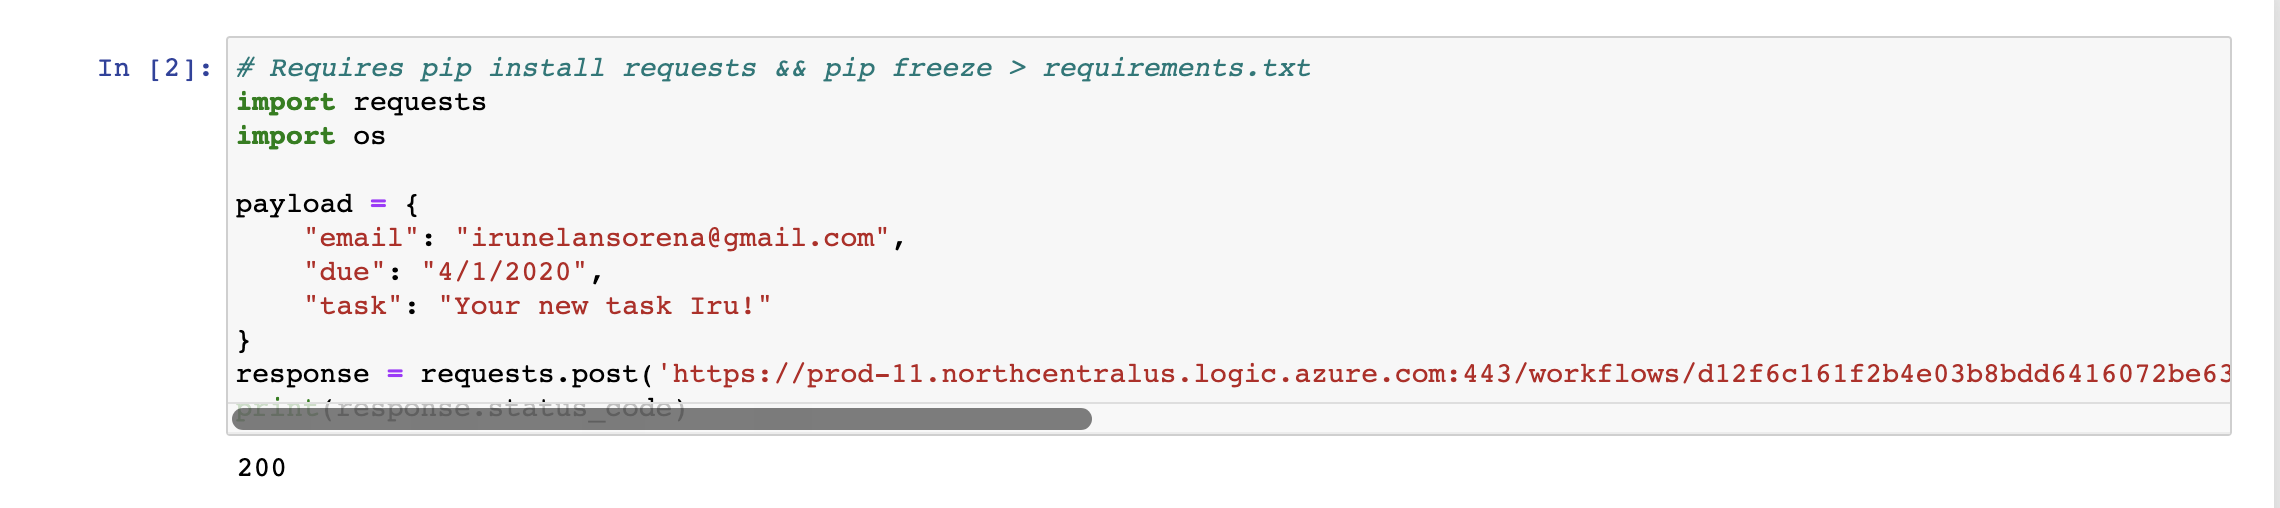 In [2]:
# Requires pip install requests && pip freeze > requirements.txt
import requests
import os
payload = {
    "email": "irunelansorena@gmail.com",
    "due": "4/1/2020",
    "task": "Your new task Iru!"
}
response = requests.post('https://prod-11.northcentralus.logic.azure.com:443/workflows/d12f6c161f2b4e03b8bdd6416072be63
print(response.status_code)
200